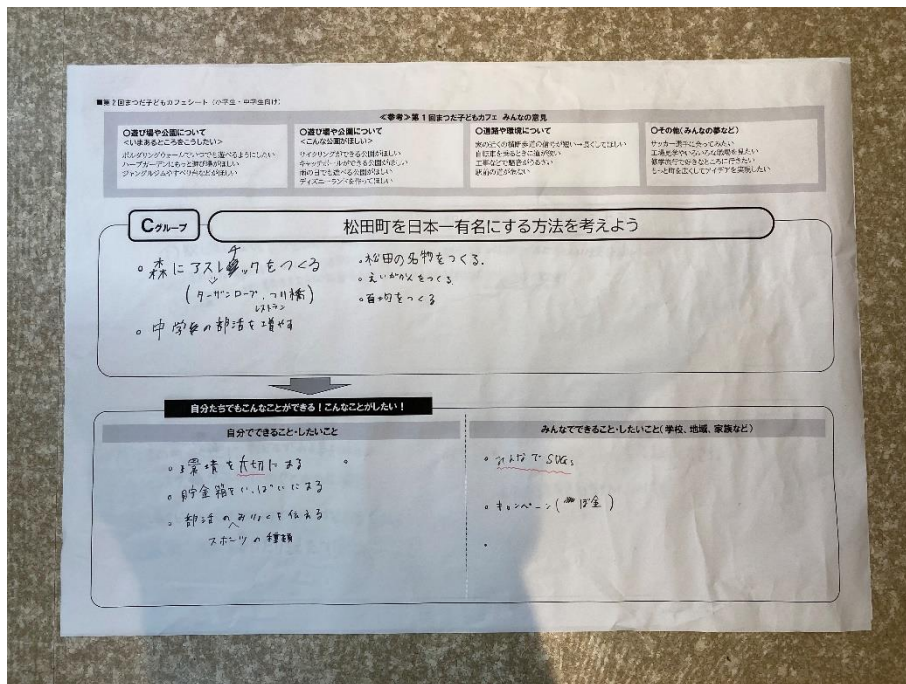 ■第2回まつだ子どもカフェシート（小学生・中学生向け）
≪参考≫第1回まつだ子どもカフェ みんなの意見
○遊び場や公園について
<いまあるところをこうしたい>
ボルダリングウォールでいつでも遊べるようにしたい
ハーブガーデンにもっと遊び場がほしい
ジャングルジムやすべり台などがほしい
○遊び場や公園について
<こんな公園がほしい>
サイクリングができる公園がほしい
キャッチボールができる公園がほしい
雨の日でも遊べる公園がほしい
ディズニーランドを作ってほしい
○道路や環境について
家の近くの横断歩道の信号が短い→長くしてほしい
自転車を乗るときに道が狭い
工事などで騒音がうるさい
駅前の道が危ない
○その他（みんなの夢など）
サッカー選手に会ってみたい
工場見学やいろいろな職場を見たい
修学旅行で好きなところに行きたい
もっと町を広くしてアイデアを実現したい
Cグループ
松田町を日本一有名にする方法を考えよう
○森にアスレチックをつくる
(ターザンロープ、つり橋)
レストラン
○中学校の部活を増やす
○松田の名物をつくる.
○えいがかんをつくる
○百均をつくる
自分たちでもこんなことができる！こんなことがしたい！
自分でできること・したいこと
○環境を大切にする
○貯金箱をいっぱいにする
○部活のみりょくを伝える
スポーツの種類
みんなでできること・したいこと（学校、地域、家族など）
○みんなでSDGs
○キャンペーン(ぼ金)